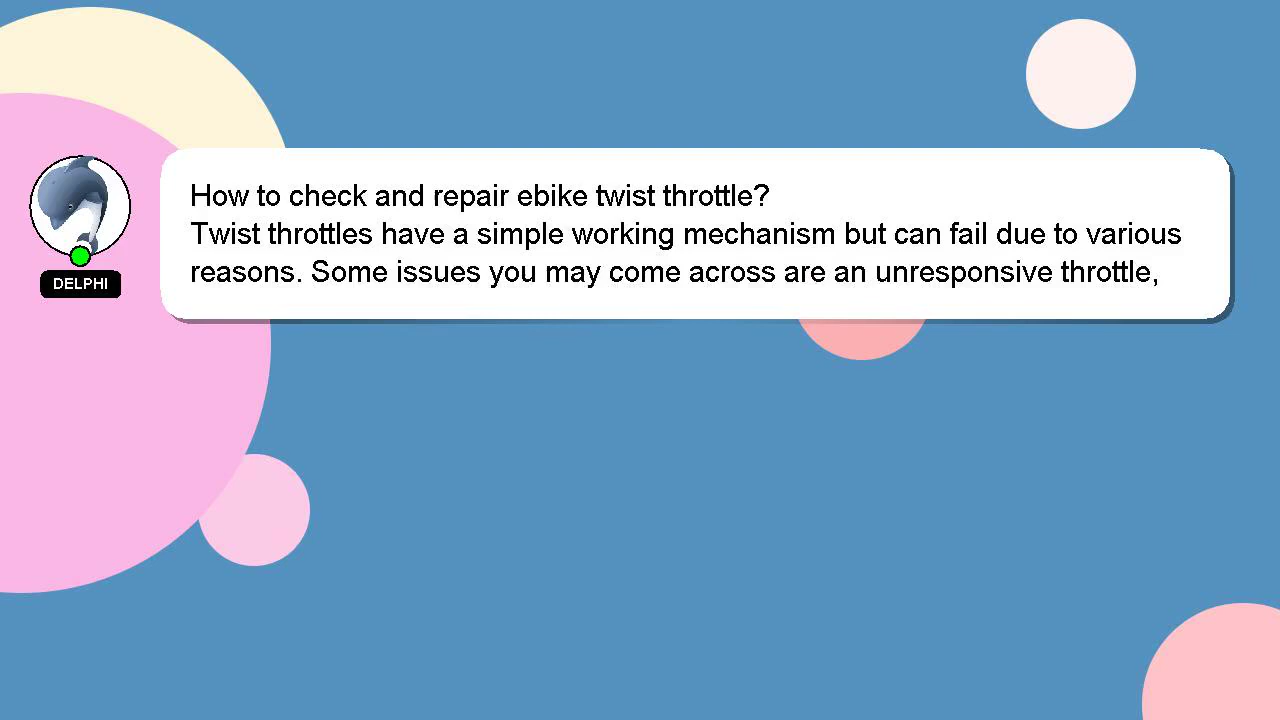 How to check and repair ebike twist throttle?
Twist throttles have a simple working mechanism but can fail due to various
reasons. Some issues you may come across are an unresponsive throttle,
DELPHI